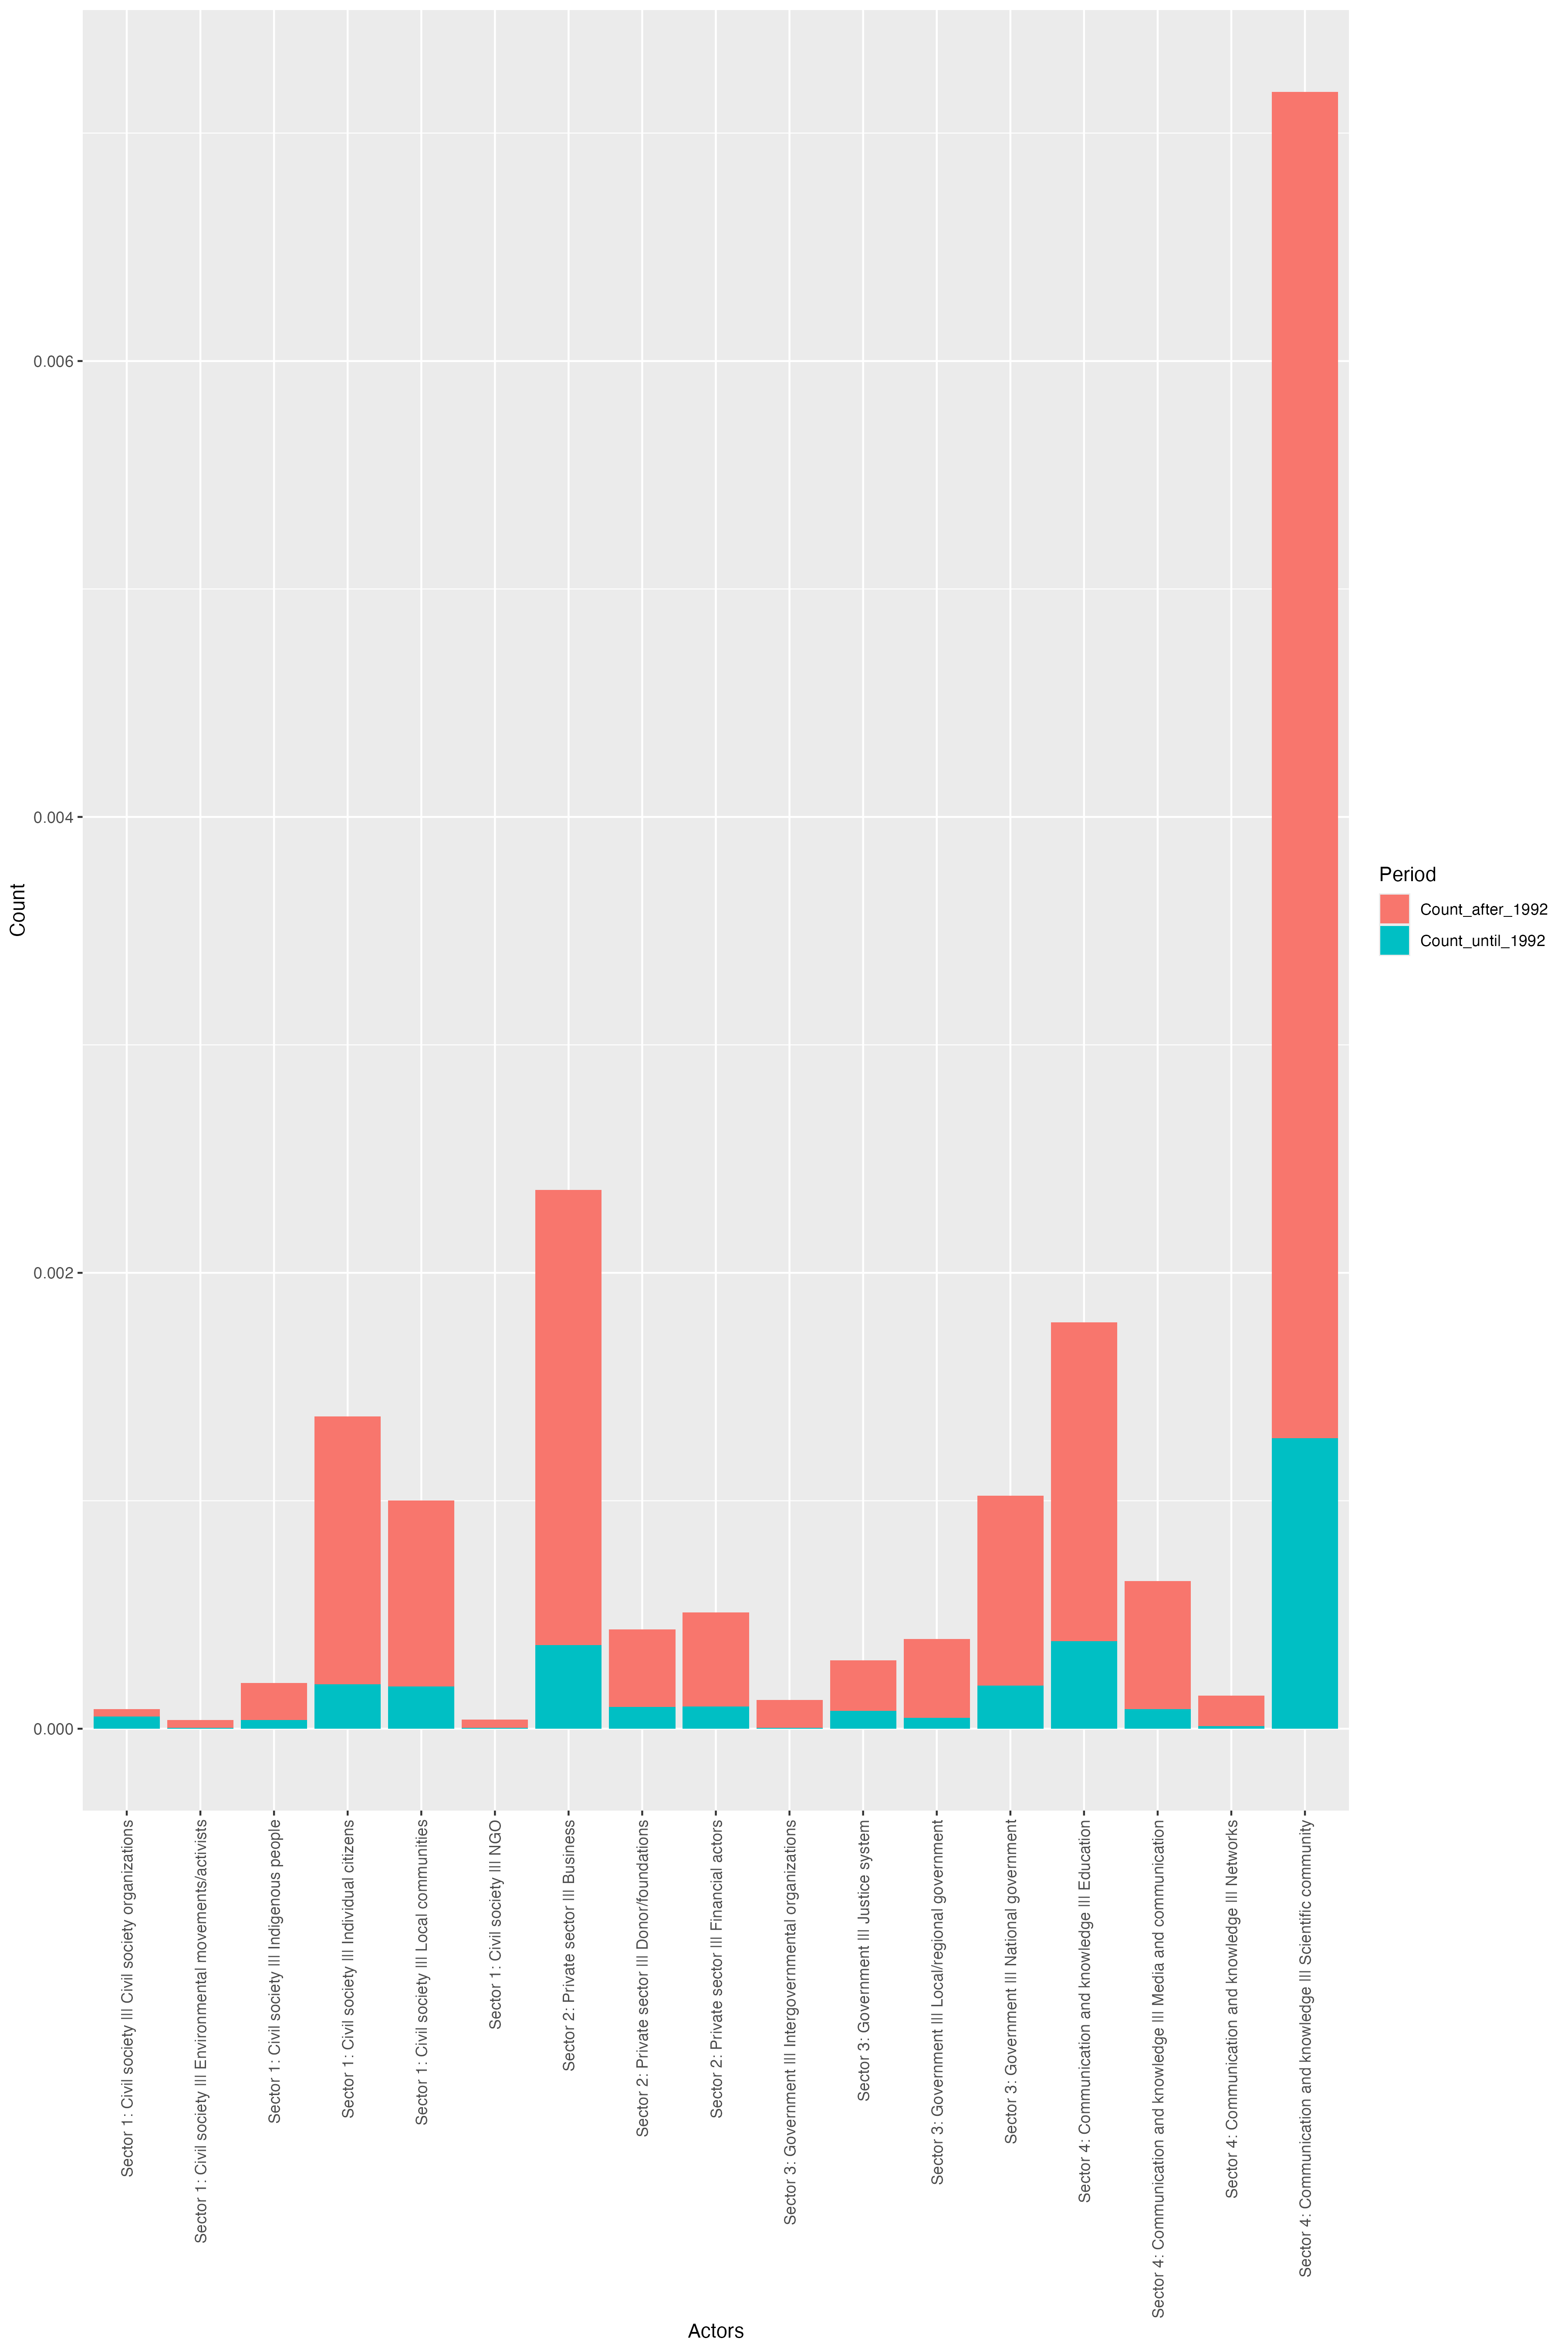 0.006
0.004
0.002
0.000
Count
Sector 1: Civil society III Civil society organizations
Sector 1: Civil society III Environmental movements/activists
Sector 1: Civil society III Indigenous people
Sector 1: Civil society III Individual citizens
Sector 1: Civil society III Local communities
Sector 1: Civil society III NGO
Sector 2: Private sector III Business
Sector 2: Private sector III Donor/foundations
Sector 2: Private sector III Financial actors
Sector 3: Government III Intergovernmental organizations
Sector 3: Government III Justice system
Sector 3: Government III Local/regional government
Sector 3: Government III National government
Sector 4: Communication and knowledge III Education
Sector 4: Communication and knowledge III Media and communication
Sector 4: Communication and knowledge III Networks
Sector 4: Communication and knowledge III Scientific community
Actors
Period
Count_after_1992
Count_until_1992